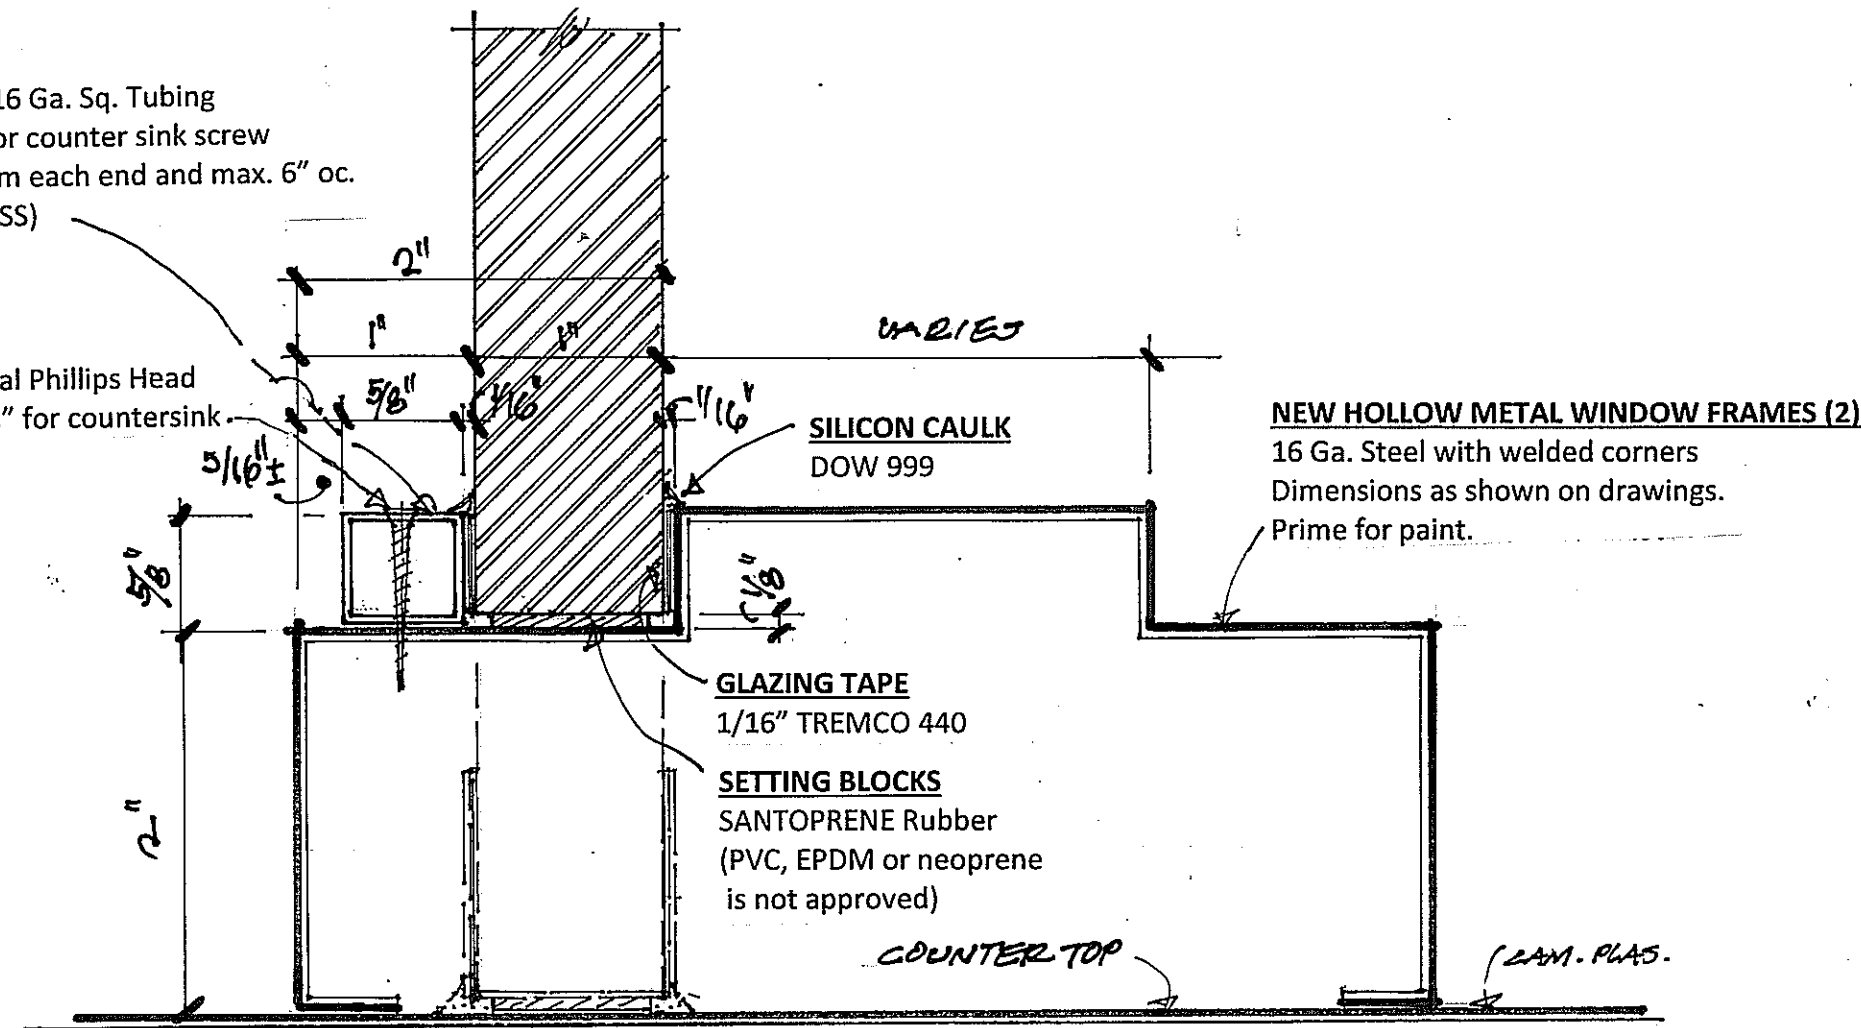 16 Ga. Sq. Tubing
or counter sink screw
m each end and max. 6" oc.
SS)
2"
1"
1"
VARIES
al Phillips Head
" for countersink
5/8"
1/16"
1/16"
5/16"±
SILICON CAULK
DOW 999
NEW HOLLOW METAL WINDOW FRAMES (2)
16 Ga. Steel with welded corners
Dimensions as shown on drawings.
Prime for paint.
5/8"
1/8"
GLAZING TAPE
1/16" TREMCO 440
SETTING BLOCKS
SANTOPRENE Rubber
(PVC, EPDM or neoprene
is not approved)
2"
COUNTER TOP
LAM. PLAS.